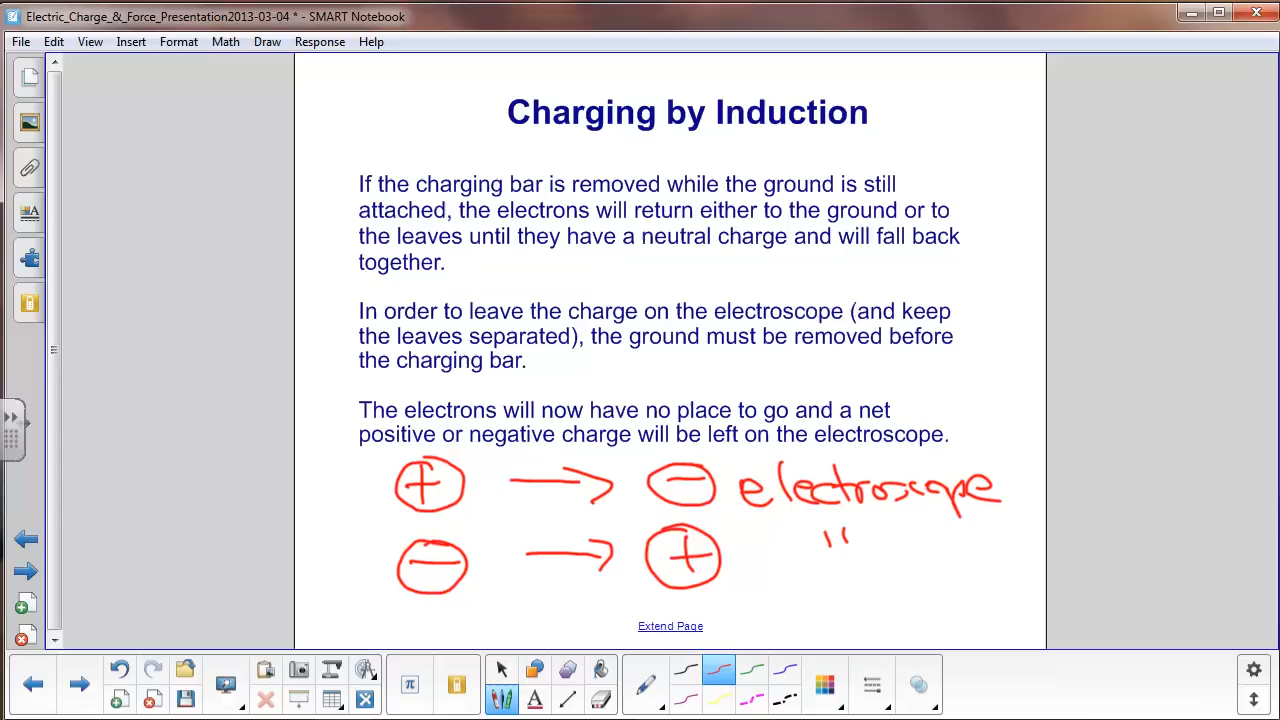 Electric_Charge_&_Force_Presentation2013-03-04 * - SMART Notebook
File Edit View Insert Format Math Draw Response Help
Charging by Induction
If the charging bar is removed while the ground is still
attached, the electrons will return either to the ground or to
the leaves until they have a neutral charge and will fall back
together.
In order to leave the charge on the electroscope (and keep
the leaves separated), the ground must be removed before
the charging bar.
The electrons will now have no place to go and a net
positive or negative charge will be left on the electroscope.
+ → − electroscope
− → + "
Extend Page